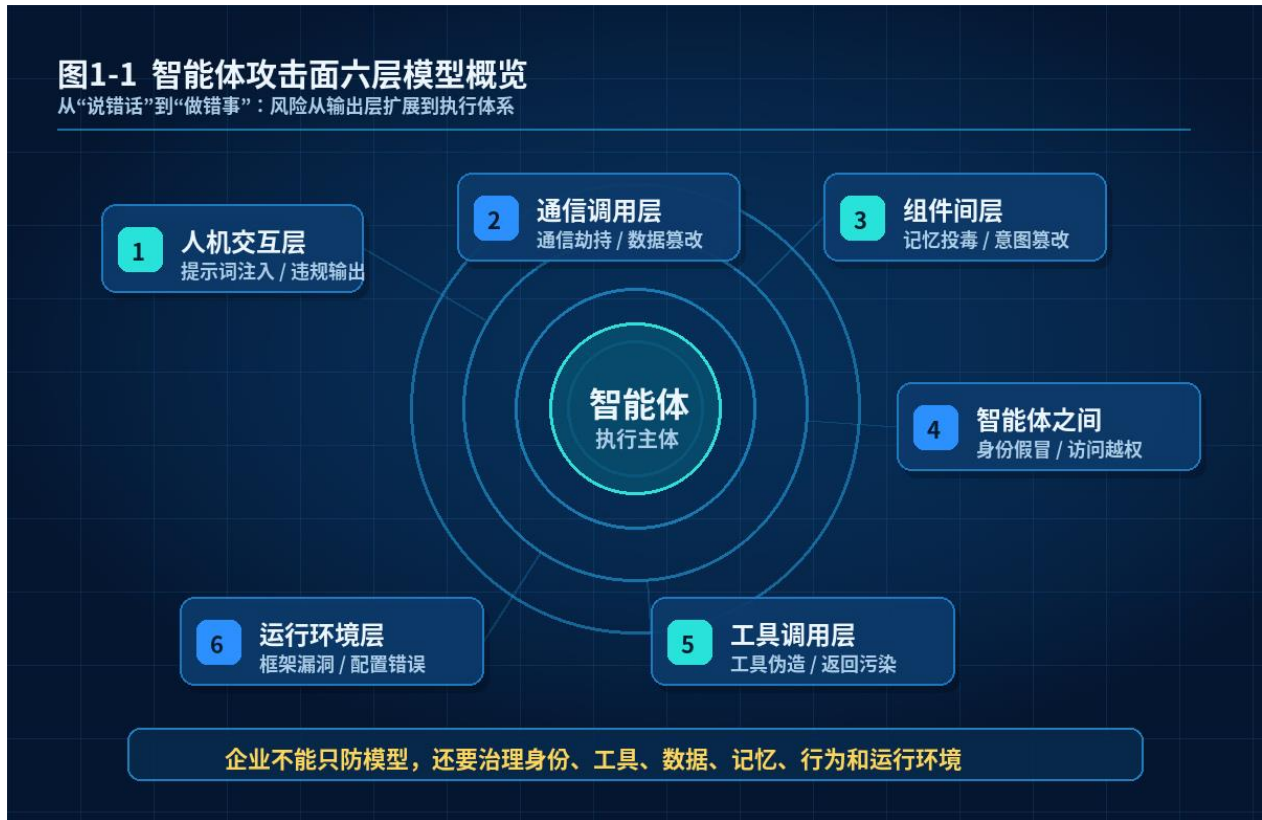 图1-1 智能体攻击面六层模型概览
从“说错话”到“做错事”：风险从输出层扩展到执行体系
1
人机交互层
提示词注入 / 违规输出
2
通信调用层
通信劫持 / 数据篡改
3
组件间层
记忆投毒 / 意图篡改
智能体
执行主体
4
智能体之间
身份假冒 / 访问越权
6
运行环境层
框架漏洞 / 配置错误
5
工具调用层
工具伪造 / 返回污染
企业不能只防模型，还要治理身份、工具、数据、记忆、行为和运行环境